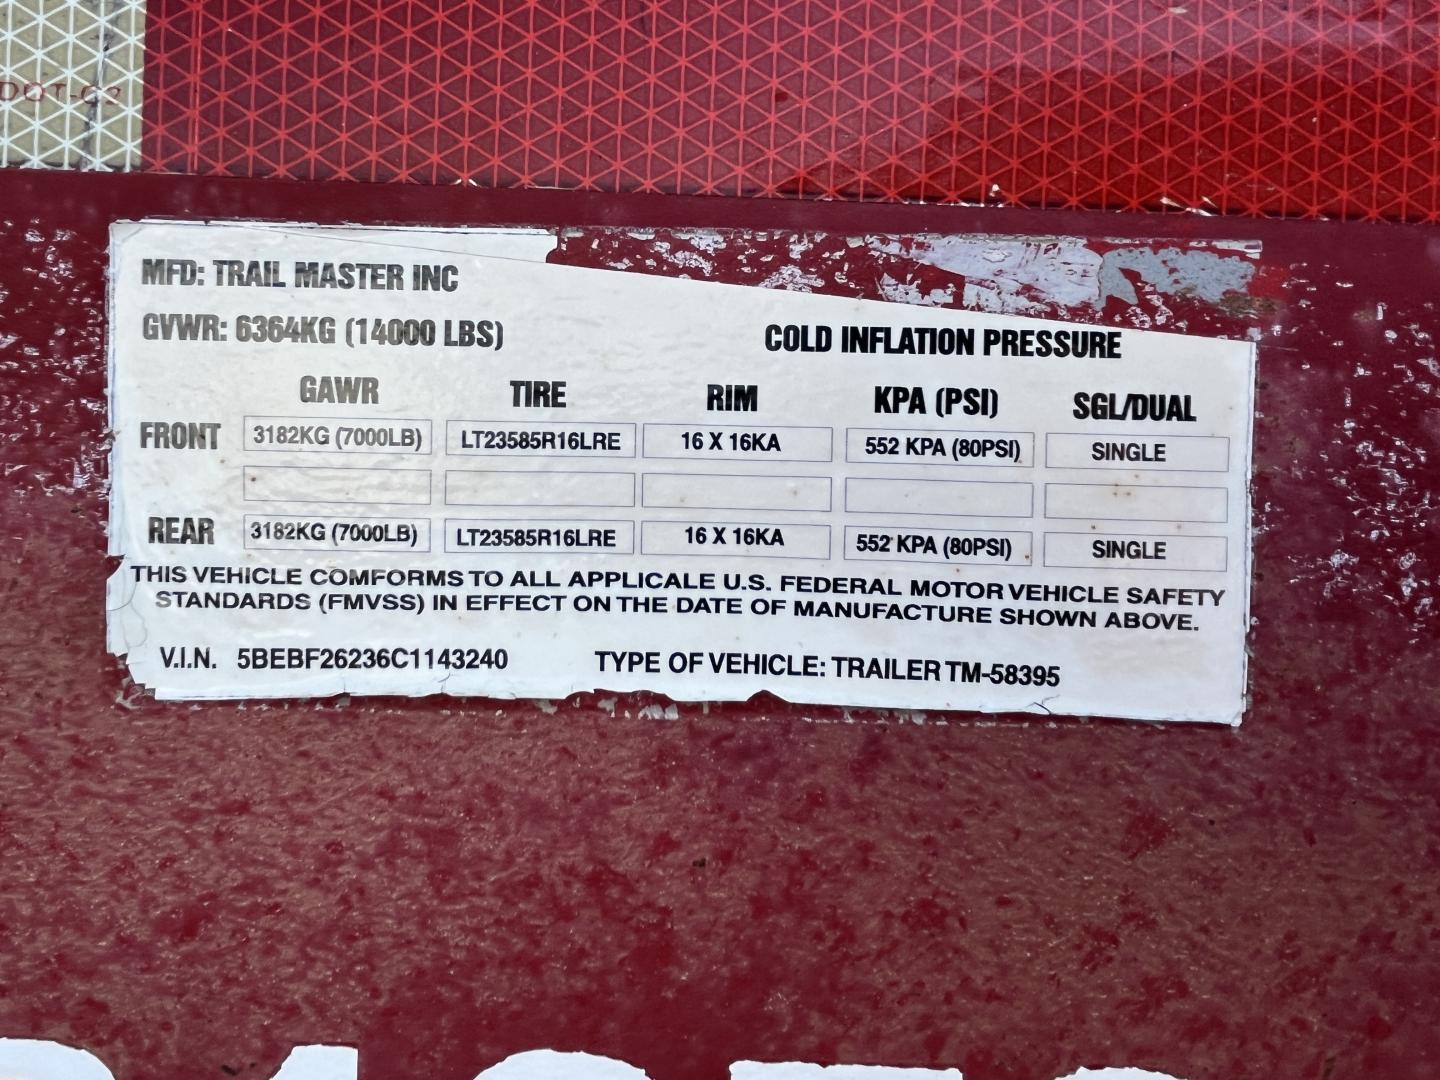 DOT-C2
MFD: TRAIL MASTER INC
GVWR: 6364KG (14000 LBS)
COLD INFLATION PRESSURE
GAWR TIRE RIM KPA (PSI) SGL/DUAL
FRONT 3182KG (7000LB) LT23585R16LRE 16 X 16KA 552 KPA (80PSI) SINGLE
REAR 3182KG (7000LB) LT23585R16LRE 16 X 16KA 552 KPA (80PSI) SINGLE
THIS VEHICLE COMFORMS TO ALL APPLICALE U.S. FEDERAL MOTOR VEHICLE SAFETY
STANDARDS (FMVSS) IN EFFECT ON THE DATE OF MANUFACTURE SHOWN ABOVE.
V.I.N. 5BEBF26236C1143240 TYPE OF VEHICLE: TRAILER TM-58395